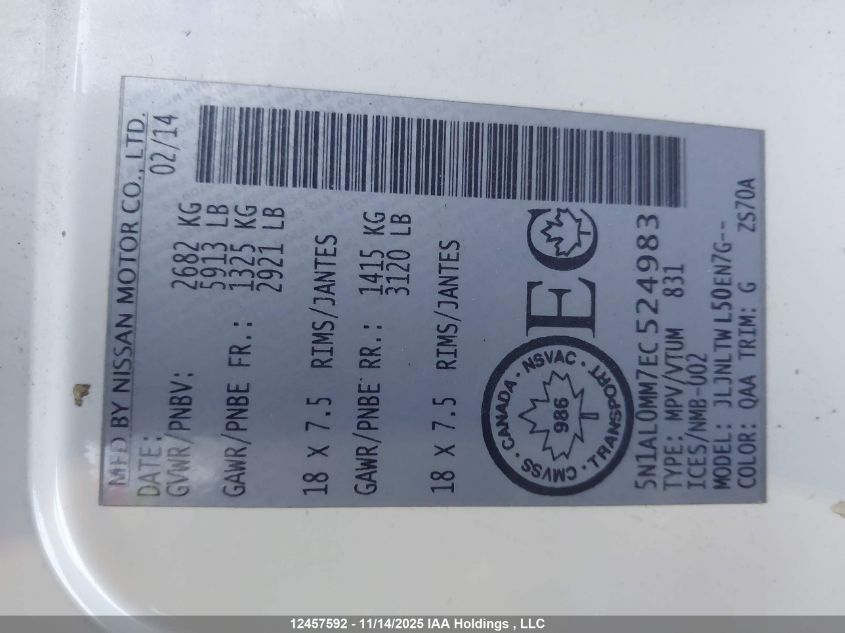 MFD BY NISSAN MOTOR CO., LTD.
DATE: 02/14
GVWR/PNBV: 2682 KG
5913 LB
GAWR/PNBE FR.: 1325 KG
2921 LB
18 X 7.5 RIMS/JANTES
GAWR/PNBE RR.: 1415 KG
3120 LB
18 X 7.5 RIMS/JANTES
CANADA · NSVAC · TRANSPORT · CMVSS ·
986
EC
5N1AL0MM7EC524983
TYPE: MPV/VTUM 831
ICES/NMB-002
MODEL: JLJNLTW L50EN7G--
COLOR: QAA TRIM: G ZS70A
12457592 - 11/14/2025 IAA Holdings , LLC